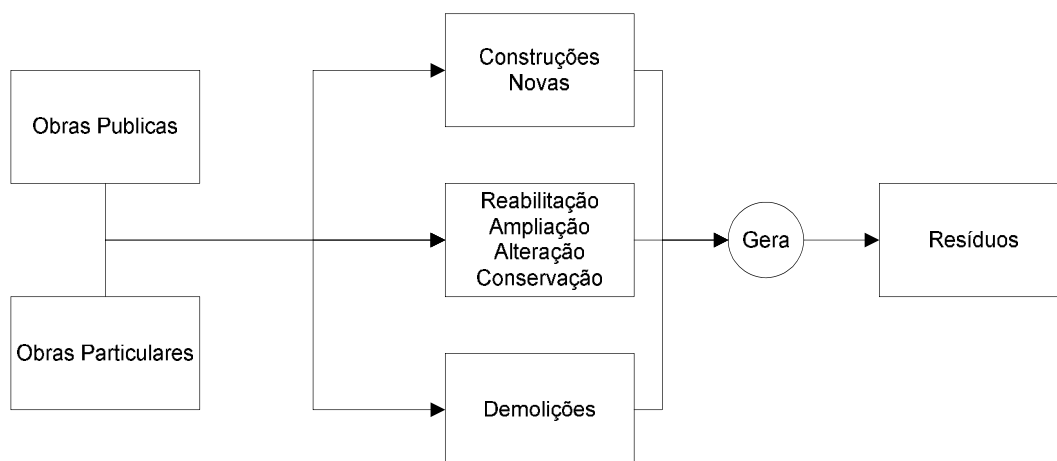 Obras Publicas
Obras Particulares
Construções
Novas
Reabilitação
Ampliação
Alteração
Conservação
Demolições
Gera
Resíduos